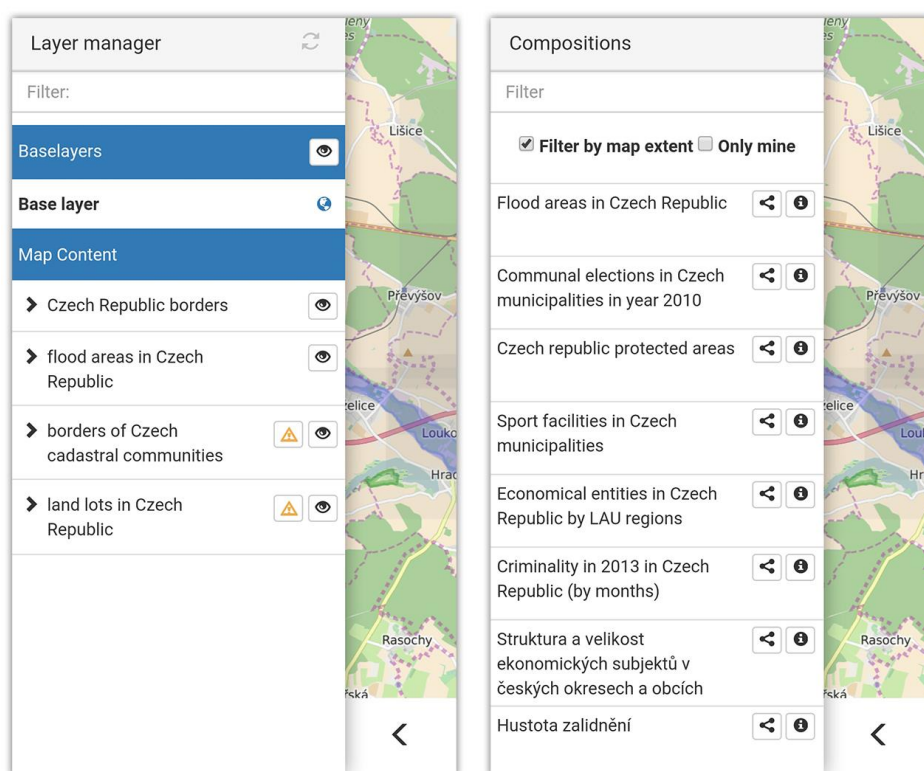 Layer manager
Filter:
Baselayers
Base layer
Map Content
Czech Republic borders
flood areas in Czech
Republic
borders of Czech
cadastral communities
land lots in Czech
Republic
Lišice
Převýšov
zelice
Rasochy
Compositions
Filter
Filter by map extent Only mine
Flood areas in Czech Republic
Communal elections in Czech
municipalities in year 2010
Czech republic protected areas
Sport facilities in Czech
municipalities
Economical entities in Czech
Republic by LAU regions
Criminality in 2013 in Czech
Republic (by months)
Struktura a velikost
ekonomických subjektů v
českých okresech a obcích
Hustota zalidnění
Lišice
Převýšov
zelice
Rasochy